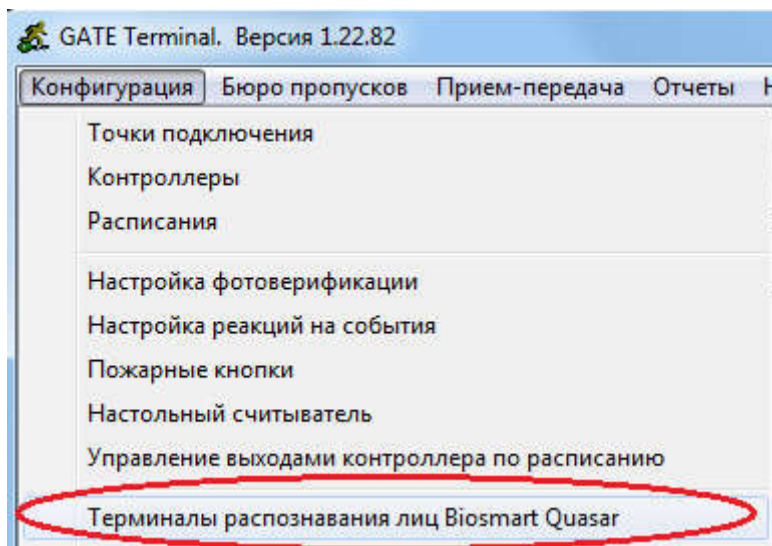 GATE Terminal. Версия 1.22.82
Конфигурация Бюро пропусков Прием-передача Отчеты
Точки подключения
Контроллеры
Расписания
Настройка фотоверификации
Настройка реакций на события
Пожарные кнопки
Настольный считыватель
Управление выходами контроллера по расписанию
Терминалы распознавания лиц Biosmart Quasar